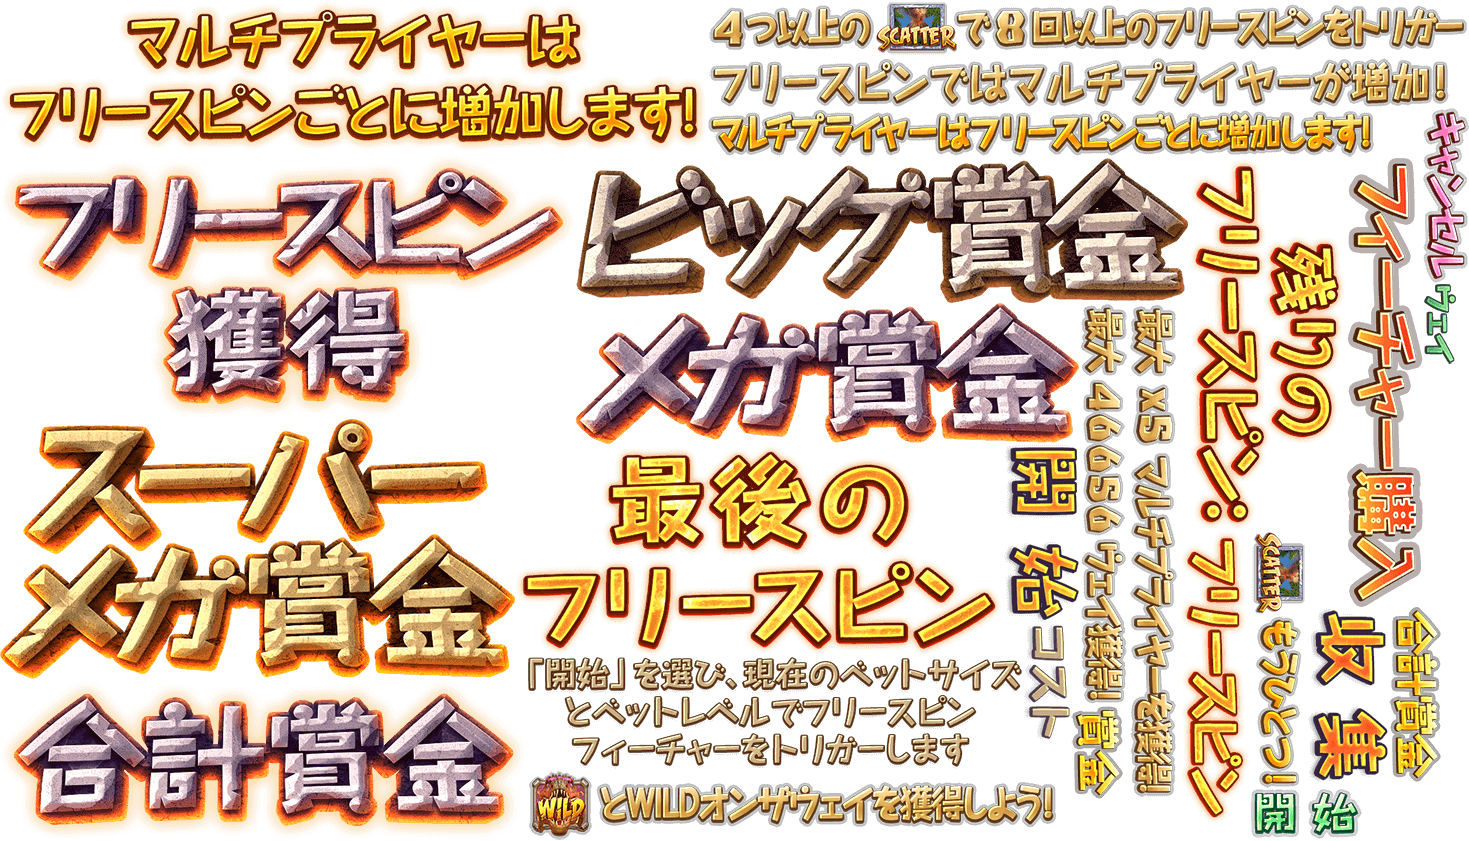 マルチプライヤーは
フリースピンごとに増加します!
4つ以上の SCATTER で8回以上のフリースピンをトリガー
フリースピンではマルチプライヤーが増加!
マルチプライヤーはフリースピンごとに増加します!
フリースピン
獲得
ビッグ賞金
メガ賞金
スーパー
メガ賞金
合計賞金
最後の
フリースピン
「開始」を選び、現在のベットサイズ
とベットレベルでフリースピン
フィーチャーをトリガーします
WILD とWILDオンザウェイを獲得しよう!
キャンセル
ウェイ
フィーチャー購入
残りの
フリースピン:
フリースピン
最大 x5 マルチプライヤーを獲得!
最大 46656 ウェイ獲得!
賞金
開始
コスト
SCATTER もうひとつ!
収集
合計賞金
開始